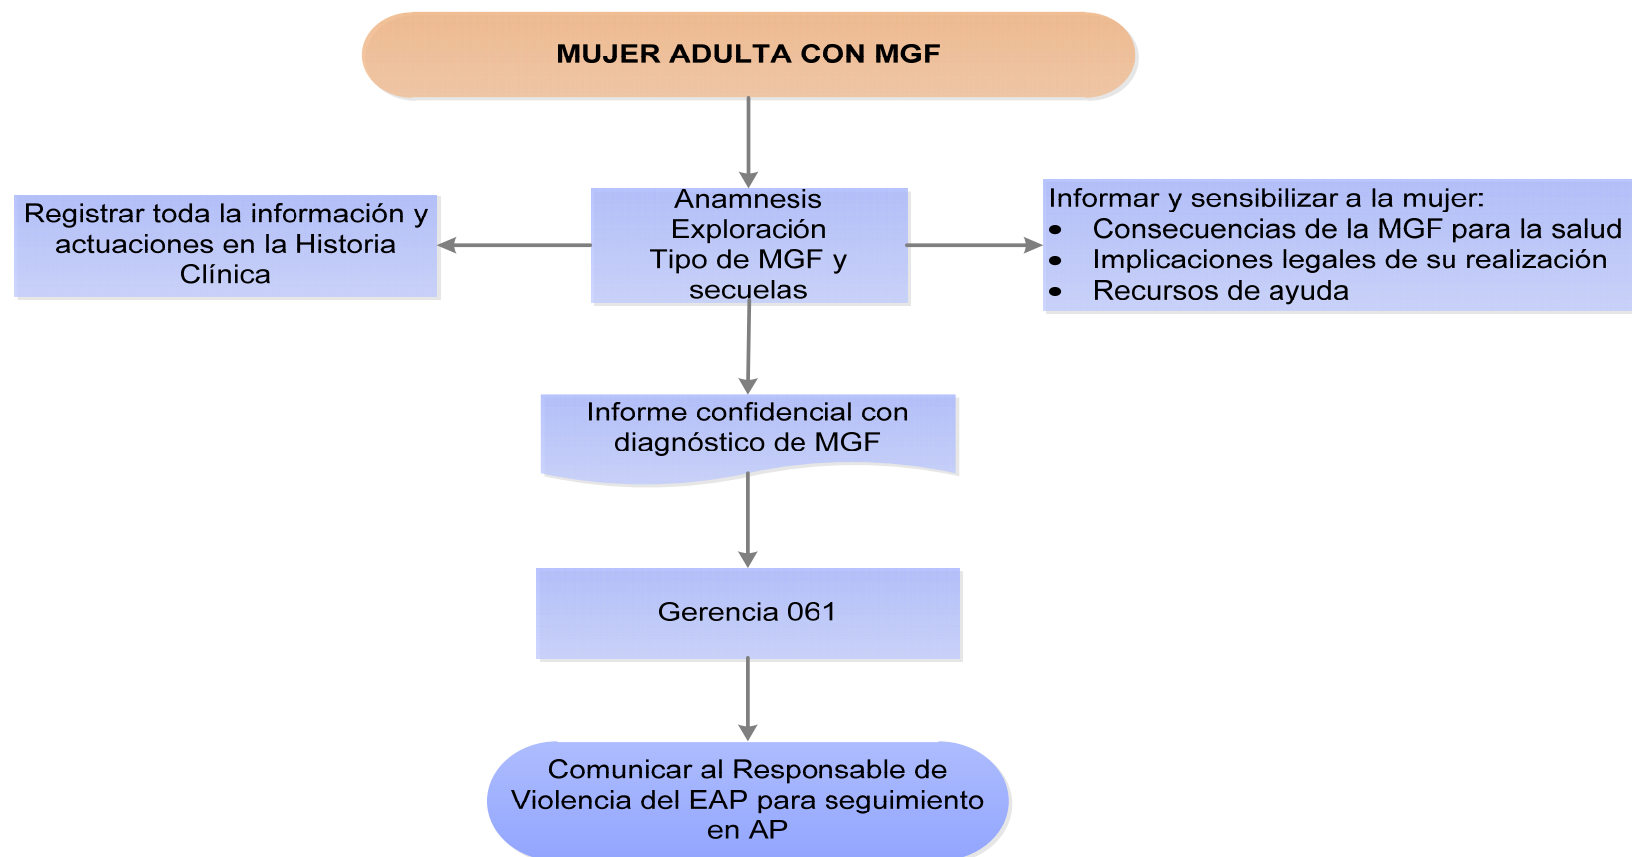 MUJER ADULTA CON MGF
Registrar toda la información y
actuaciones en la Historia
Clínica
Anamnesis
Exploración
Tipo de MGF y
secuelas
Informar y sensibilizar a la mujer:
• Consecuencias de la MGF para la salud
• Implicaciones legales de su realización
• Recursos de ayuda
Informe confidencial con
diagnóstico de MGF
Gerencia 061
Comunicar al Responsable de
Violencia del EAP para seguimiento
en AP